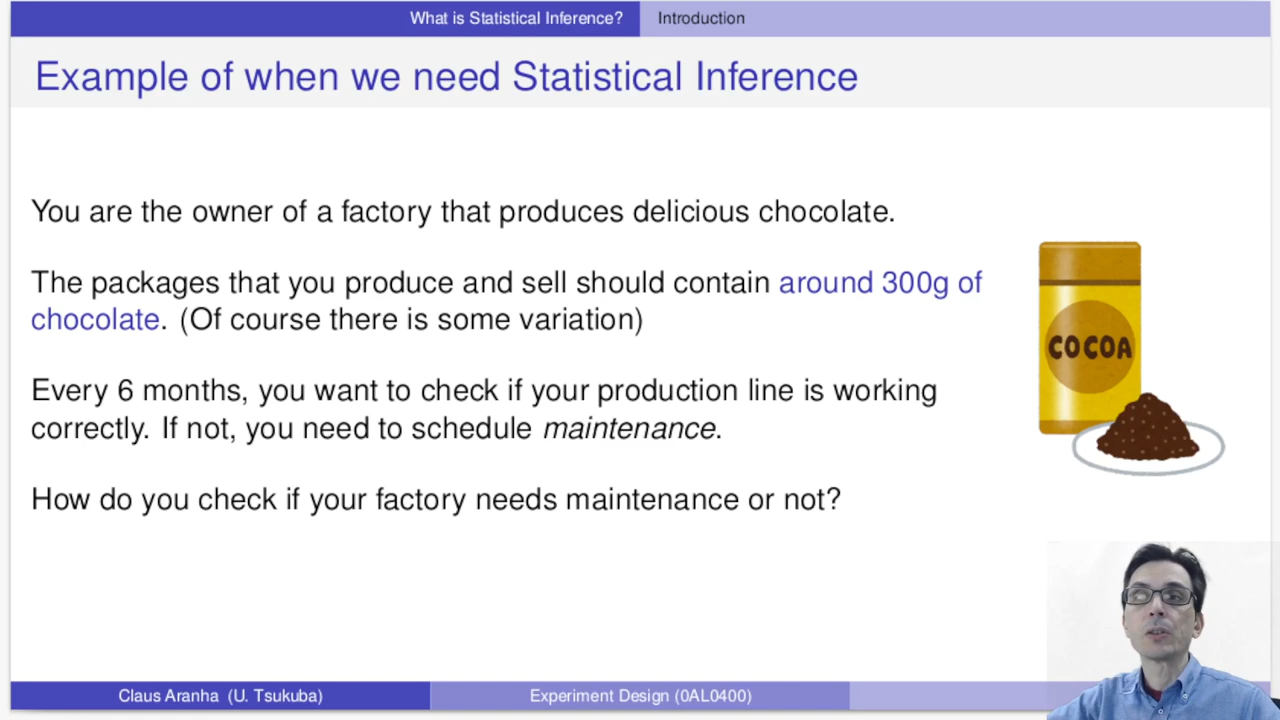 What is Statistical Inference? Introduction
Example of when we need Statistical Inference
You are the owner of a factory that produces delicious chocolate.
The packages that you produce and sell should contain around 300g of
chocolate. (Of course there is some variation)
COCOA
Every 6 months, you want to check if your production line is working
correctly. If not, you need to schedule maintenance.
How do you check if your factory needs maintenance or not?
Claus Aranha (U. Tsukuba) Experiment Design (0AL0400)